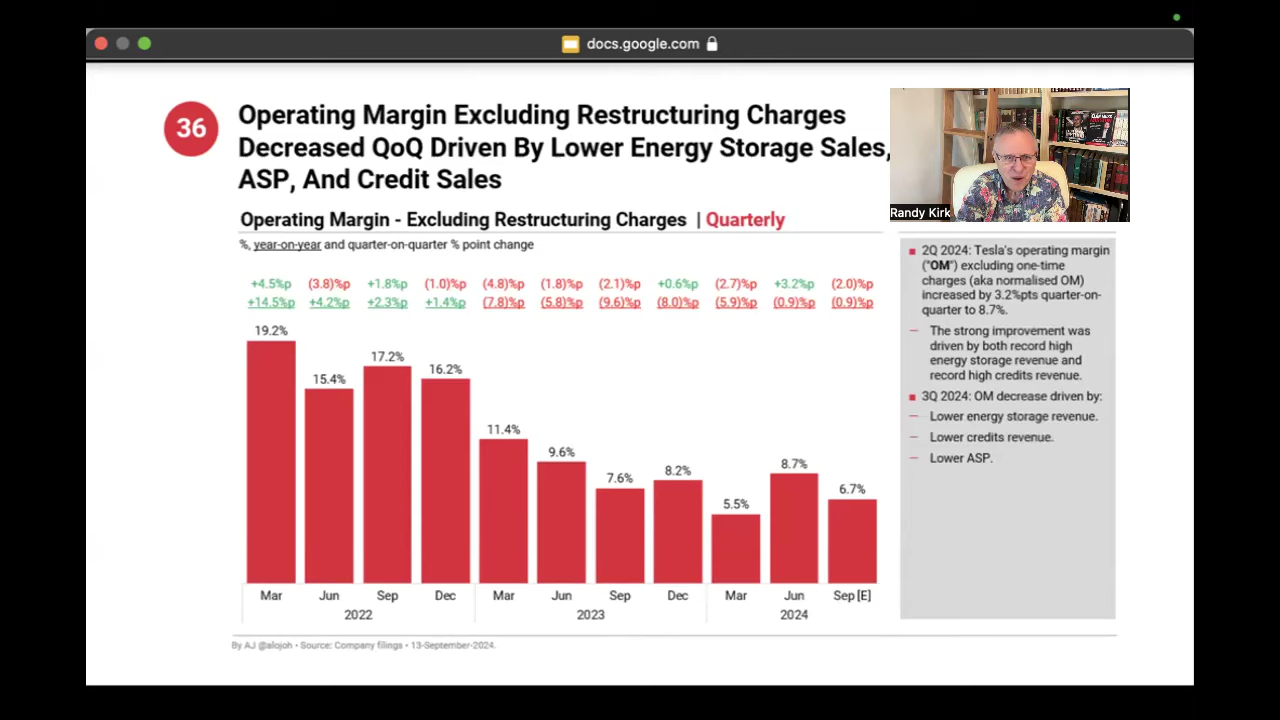 docs.google.com
36
Operating Margin Excluding Restructuring Charges
Decreased QoQ Driven By Lower Energy Storage Sales,
ASP, And Credit Sales
Randy Kirk
Operating Margin - Excluding Restructuring Charges | Quarterly
%, year-on-year and quarter-on-quarter % point change
+4.5%p (3.8)%p +1.8%p (1.0)%p (4.8)%p (1.8)%p (2.1)%p +0.6%p (2.7)%p +3.2%p (2.0)%p
+14.5%p +4.2%p +2.3%p +1.4%p (7.8)%p (5.8)%p (9.6)%p (8.0)%p (5.9)%p (0.9)%p (0.9)%p
19.2% 15.4% 17.2% 16.2% 11.4% 9.6% 7.6% 8.2% 5.5% 8.7% 6.7%
Mar Jun Sep Dec Mar Jun Sep Dec Mar Jun Sep [E]
2022 2023 2024
2Q 2024: Tesla's operating margin
("OM") excluding one-time
charges (aka normalised OM)
increased by 3.2%pts quarter-on-
quarter to 8.7%.
The strong improvement was
driven by both record high
energy storage revenue and
record high credits revenue.
3Q 2024: OM decrease driven by:
Lower energy storage revenue.
Lower credits revenue.
Lower ASP.
By AJ @alojoh • Source: Company filings • 13-September-2024.